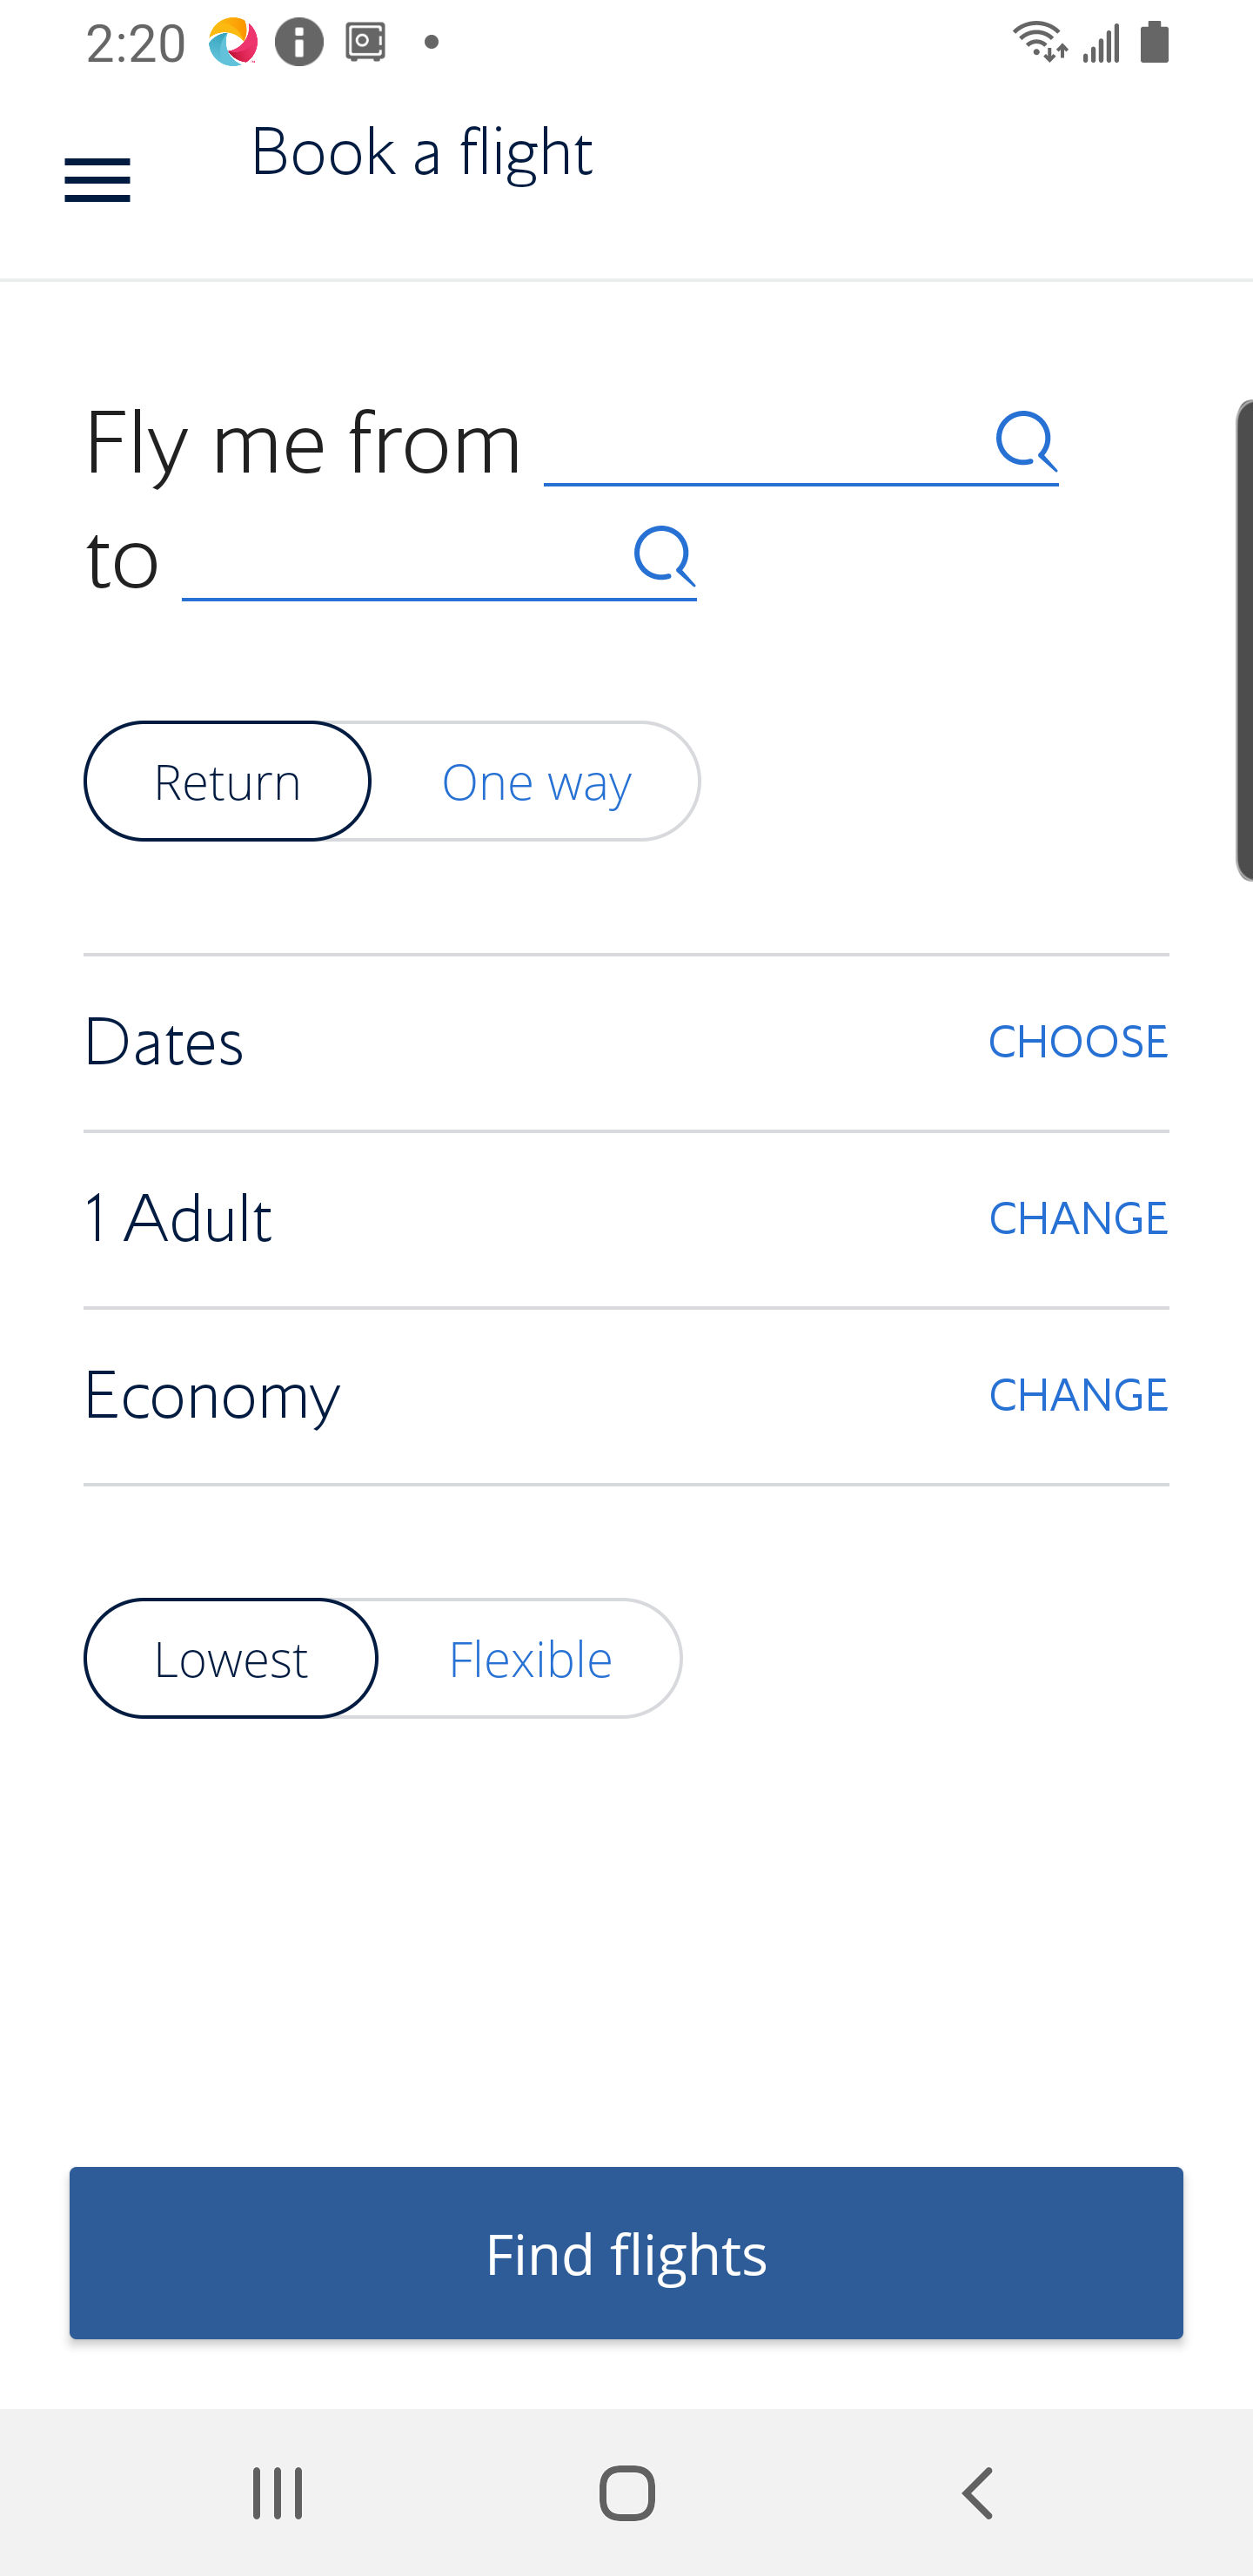 2:20
Book a flight
Fly me from
to
Return One way
Dates CHOOSE
1 Adult CHANGE
Economy CHANGE
Lowest Flexible
Find flights